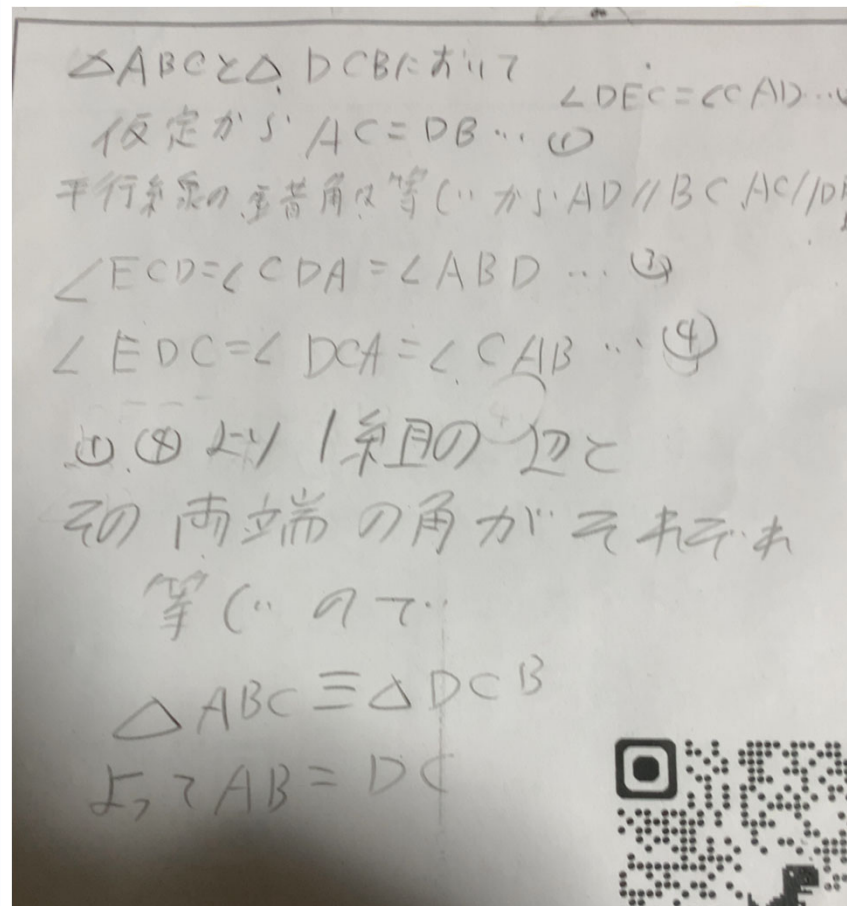 △ABCと△DCBにおいて
∠DEC=∠CAD…
仮定から AC=DB…①
平行線の錯角は等しいから AD//BC,AC//D
∠ECD=∠CDA=∠ABD …③
∠EDC=∠DCA=∠CAB …④
①,④より1組の辺と
その両端の角がそれぞれ
等しいので
△ABC≡△DCB
よってAB=DC